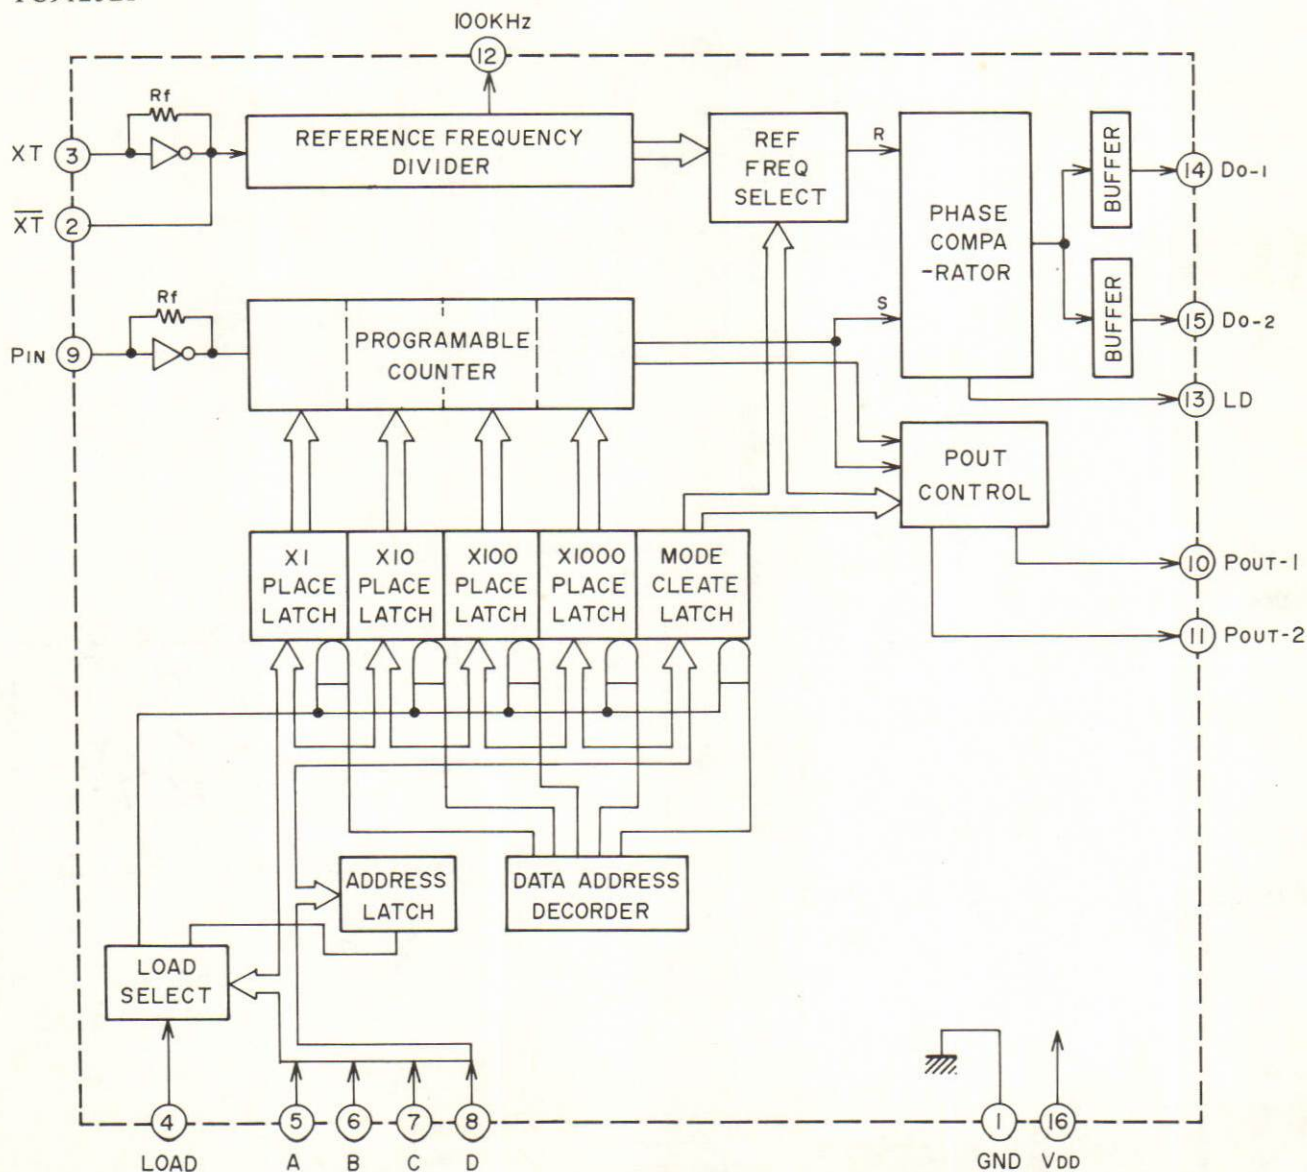 100KHz
12
Rf
XT 3
REFERENCE FREQUENCY
DIVIDER
REF
FREQ
SELECT
R
PHASE
COMPA
-RATOR
BUFFER
14 Do-1
XT 2
Rf
PIN 9
PROGRAMABLE
COUNTER
S
BUFFER
15 Do-2
13 LD
POUT
CONTROL
X1
PLACE
LATCH
X10
PLACE
LATCH
X100
PLACE
LATCH
X1000
PLACE
LATCH
MODE
CLEATE
LATCH
10 POUT-1
11 POUT-2
ADDRESS
LATCH
DATA ADDRESS
DECORDER
LOAD
SELECT
4 5 6 7 8 1 16
LOAD A B C D GND VDD